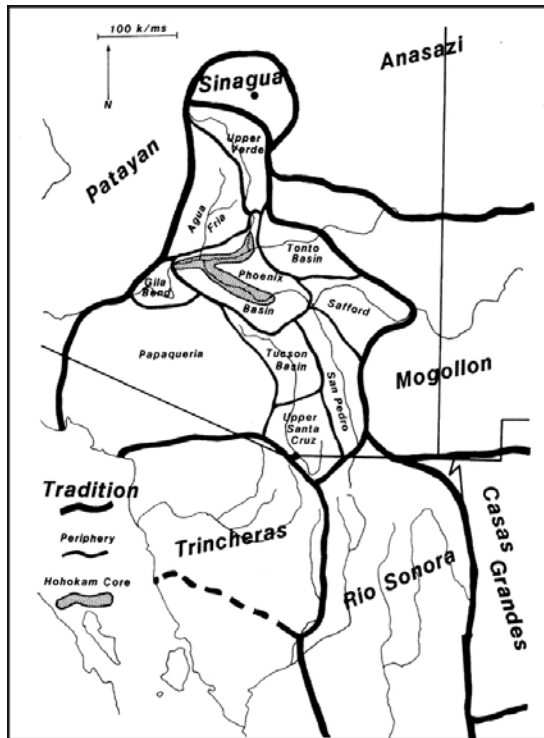 100 k/ms
N
Sinagua
Anasazi
Patayan
Upper
Verde
Agua
Fria
Tonto
Basin
Phoenix
Basin
Gila
Bend
Safford
Papaqueria
Tucson
Basin
San Pedro
Mogollon
Upper
Santa
Cruz
Tradition
Periphery
Hohokam Core
Trincheras
Rio Sonora
Casas Grandes